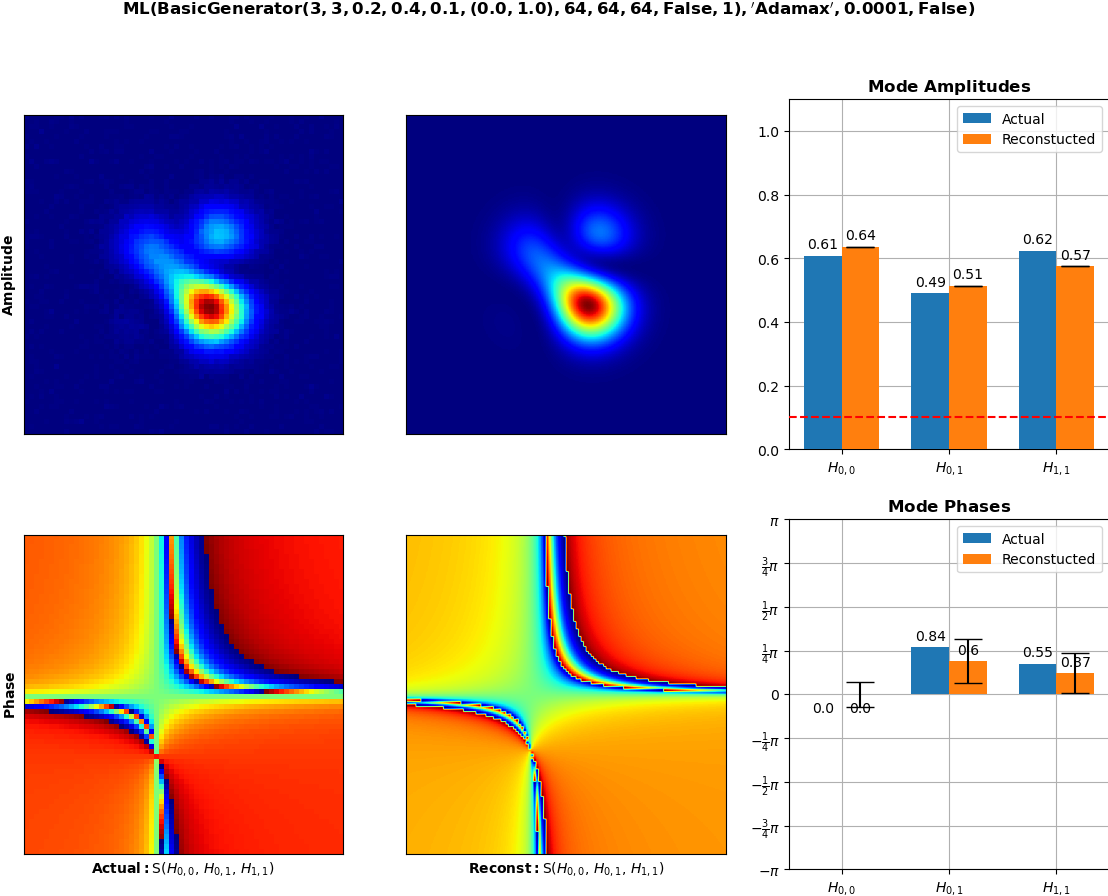 ML(BasicGenerator(3, 3, 0.2, 0.4, 0.1, (0.0, 1.0), 64, 64, 64, False, 1), ′Adamax′, 0.0001, False)
Amplitude
Mode Amplitudes
Actual
Reconstucted
1.0
0.8
0.6
0.4
0.2
0.0
0.61
0.64
0.49
0.51
0.62
0.57
H₀,₀
H₀,₁
H₁,₁
Phase
Actual: S(H₀,₀, H₀,₁, H₁,₁)
Reconst: S(H₀,₀, H₀,₁, H₁,₁)
Mode Phases
Actual
Reconstucted
π
3/4π
1/2π
1/4π
0
−1/4π
−1/2π
−3/4π
−π
0.0
0.0
0.84
0.6
0.55
0.37
H₀,₀
H₀,₁
H₁,₁